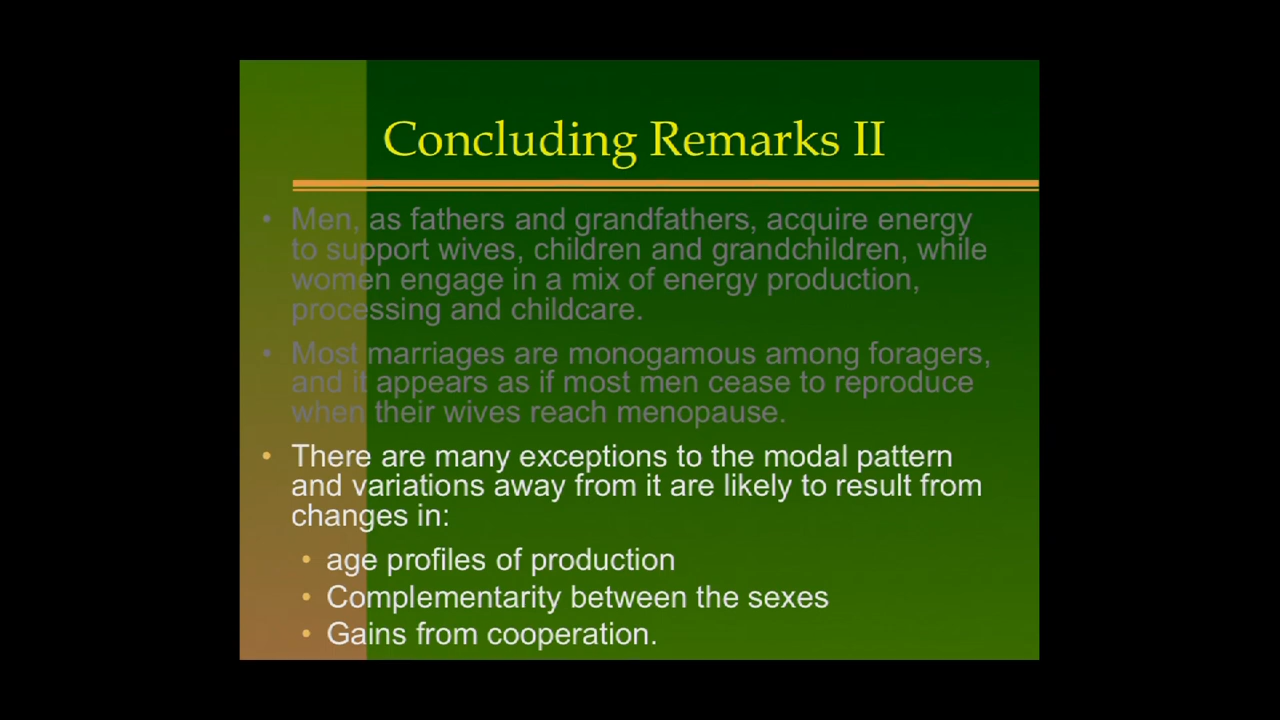 Concluding Remarks II
• Men, as fathers and grandfathers, acquire energy
to support wives, children and grandchildren, while
women engage in a mix of energy production,
processing and childcare.
• Most marriages are monogamous among foragers,
and it appears as if most men cease to reproduce
when their wives reach menopause.
• There are many exceptions to the modal pattern
and variations away from it are likely to result from
changes in:
• age profiles of production
• Complementarity between the sexes
• Gains from cooperation.